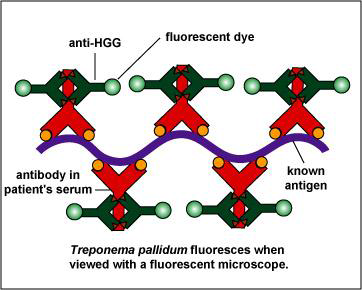 anti-HGG
fluorescent dye
antibody in
patient's serum
known
antigen
Treponema pallidum fluoresces when
viewed with a fluorescent microscope.